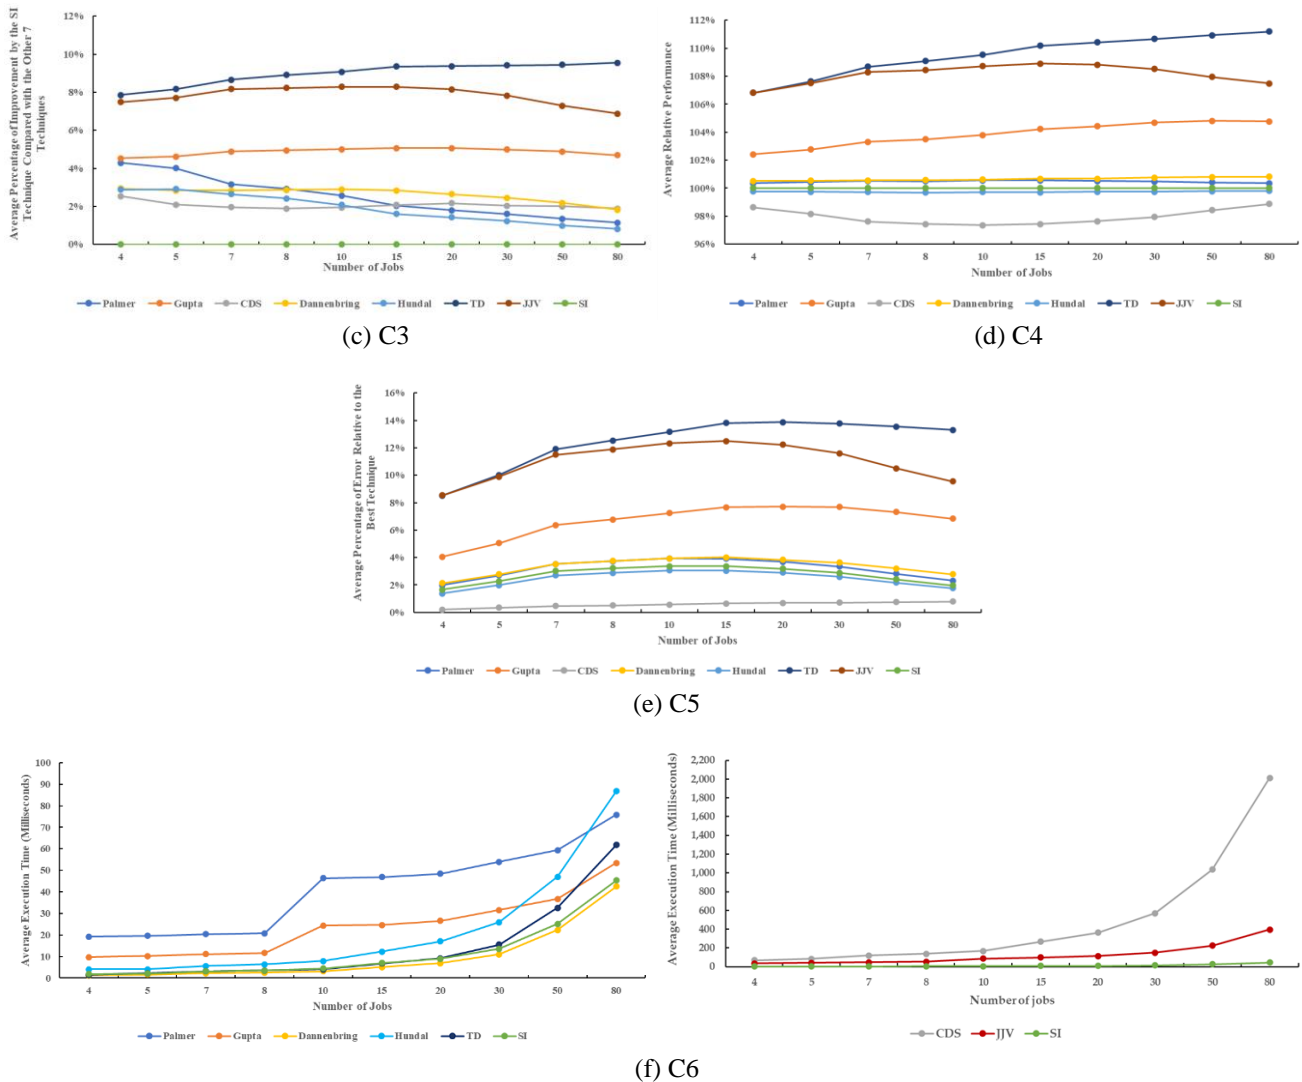 Average Percentage of Improvement by the SI
Technique Compared with the Other 7
Techniques
12%
10%
8%
6%
4%
2%
0%
4 5 7 8 10 15 20 30 50 80
Number of Jobs
Palmer Gupta CDS Dannenbring Hundal TD JJV SI
(c) C3
Average Relative Performance
112%
110%
108%
106%
104%
102%
100%
98%
96%
4 5 7 8 10 15 20 30 50 80
Number of Jobs
Palmer Gupta CDS Dannenbring Hundal TD JJV SI
(d) C4
Average Percentage of Error Relative to the
Best Technique
16%
14%
12%
10%
8%
6%
4%
2%
0%
4 5 7 8 10 15 20 30 50 80
Number of Jobs
Palmer Gupta CDS Dannenbring Hundal TD JJV SI
(e) C5
Average Execution Time (Milliseconds)
100
90
80
70
60
50
40
30
20
10
0
4 5 7 8 10 15 20 30 50 80
Number of Jobs
Palmer Gupta Dannenbring Hundal TD SI
Average Execution Time (Milliseconds)
2,200
2,000
1,800
1,600
1,400
1,200
1,000
800
600
400
200
0
4 5 7 8 10 15 20 30 50 80
Number of jobs
CDS JJV SI
(f) C6